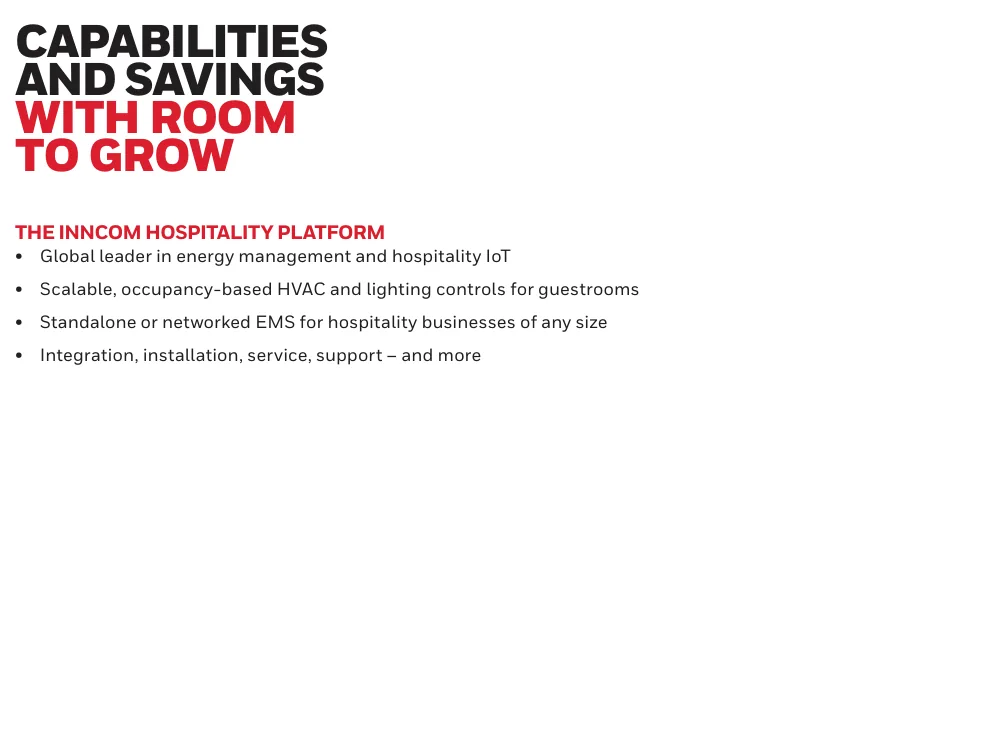 CAPABILITIES
AND SAVINGS
WITH ROOM
TO GROW
THE INNCOM HOSPITALITY PLATFORM
• Global leader in energy management and hospitality IoT
• Scalable, occupancy-based HVAC and lighting controls for guestrooms
• Standalone or networked EMS for hospitality businesses of any size
• Integration, installation, service, support – and more